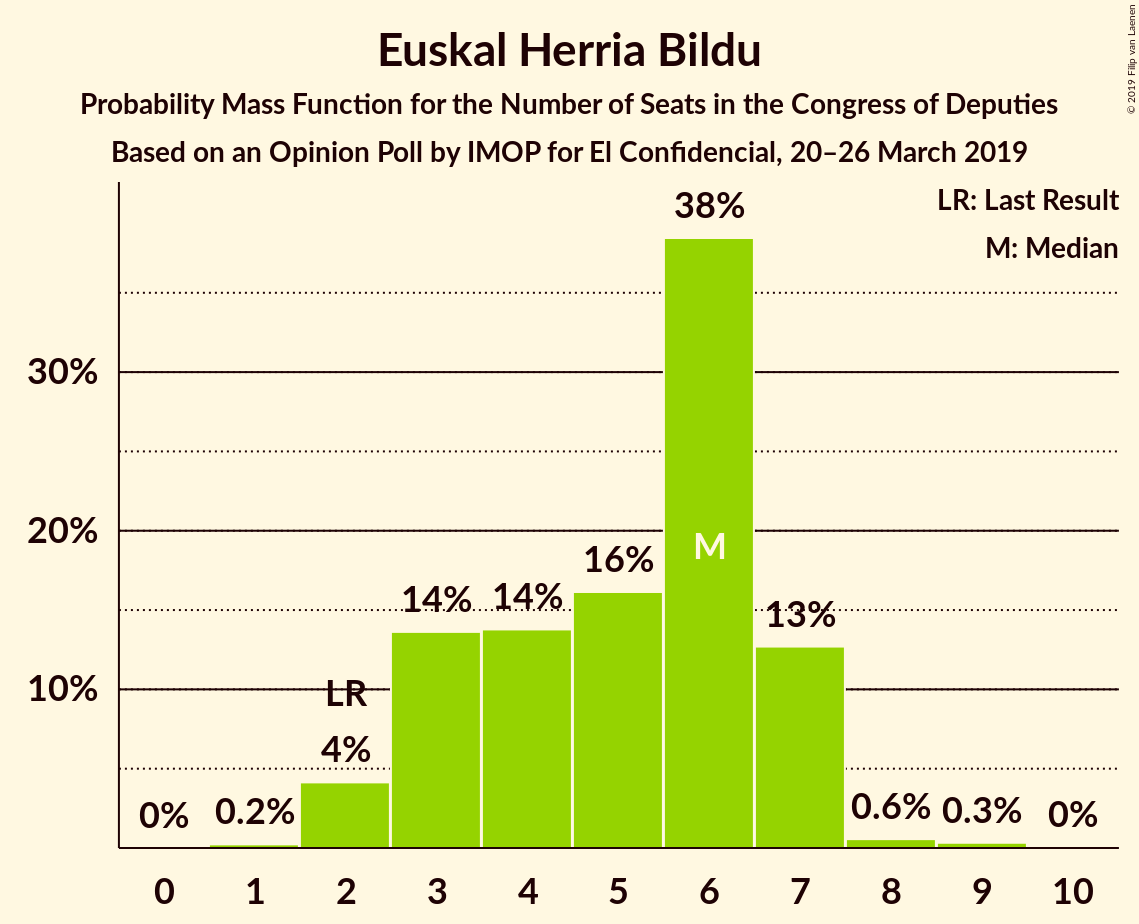 Euskal Herria Bildu
Probability Mass Function for the Number of Seats in the Congress of Deputies
Based on an Opinion Poll by IMOP for El Confidencial, 20–26 March 2019
© 2019 Filip van Laenen
LR: Last Result
M: Median
38%
30%
20%
10%
M
16%
14%
14%
13%
LR
4%
0%
0.2%
0.6%
0.3%
0%
0 1 2 3 4 5 6 7 8 9 10